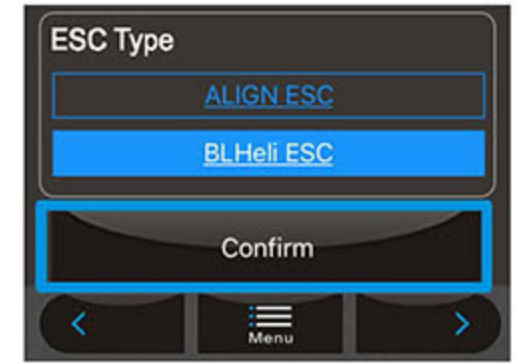 ESC Type
ALIGN ESC
BLHeli ESC
Confirm
Menu